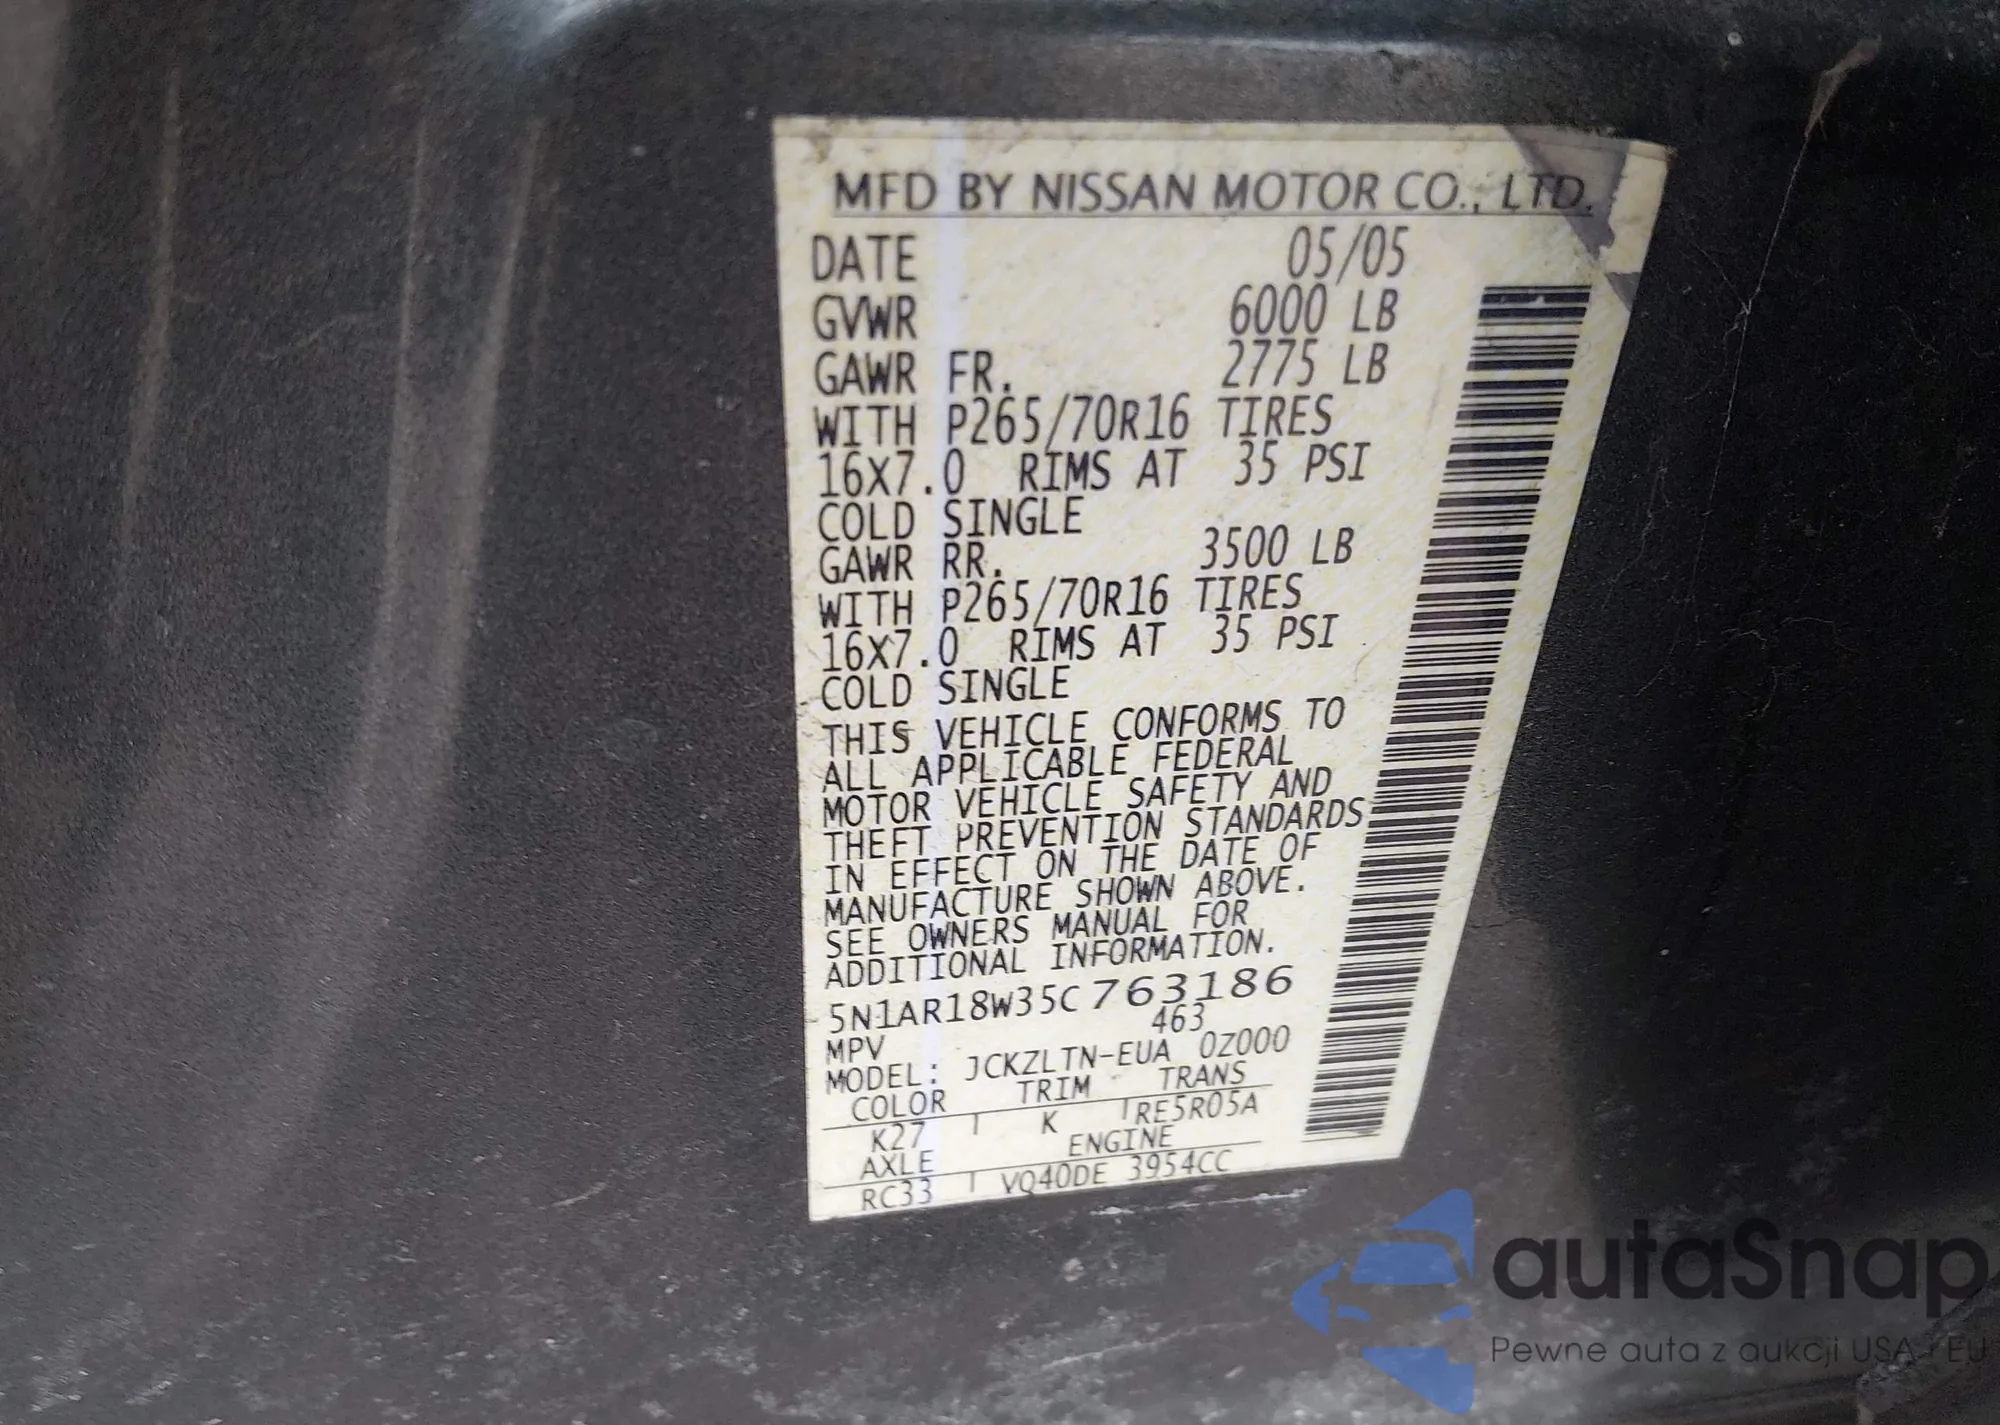 MFD BY NISSAN MOTOR CO., LTD.
DATE 05/05
GVWR 6000 LB
GAWR FR. 2775 LB
WITH P265/70R16 TIRES
16X7.0 RIMS AT 35 PSI
COLD SINGLE
GAWR RR. 3500 LB
WITH P265/70R16 TIRES
16X7.0 RIMS AT 35 PSI
COLD SINGLE
THIS VEHICLE CONFORMS TO
ALL APPLICABLE FEDERAL
MOTOR VEHICLE SAFETY AND
THEFT PREVENTION STANDARDS
IN EFFECT ON THE DATE OF
MANUFACTURE SHOWN ABOVE.
SEE OWNERS MANUAL FOR
ADDITIONAL INFORMATION.
5N1AR18W35C763186
MPV 463
MODEL: JCKZLTN-EUA 0Z000
COLOR TRIM TRANS
K27 K RE5R05A
AXLE ENGINE
RC33 VQ40DE 3954CC
autaSnap
Pewne auta z aukcji USA i EU